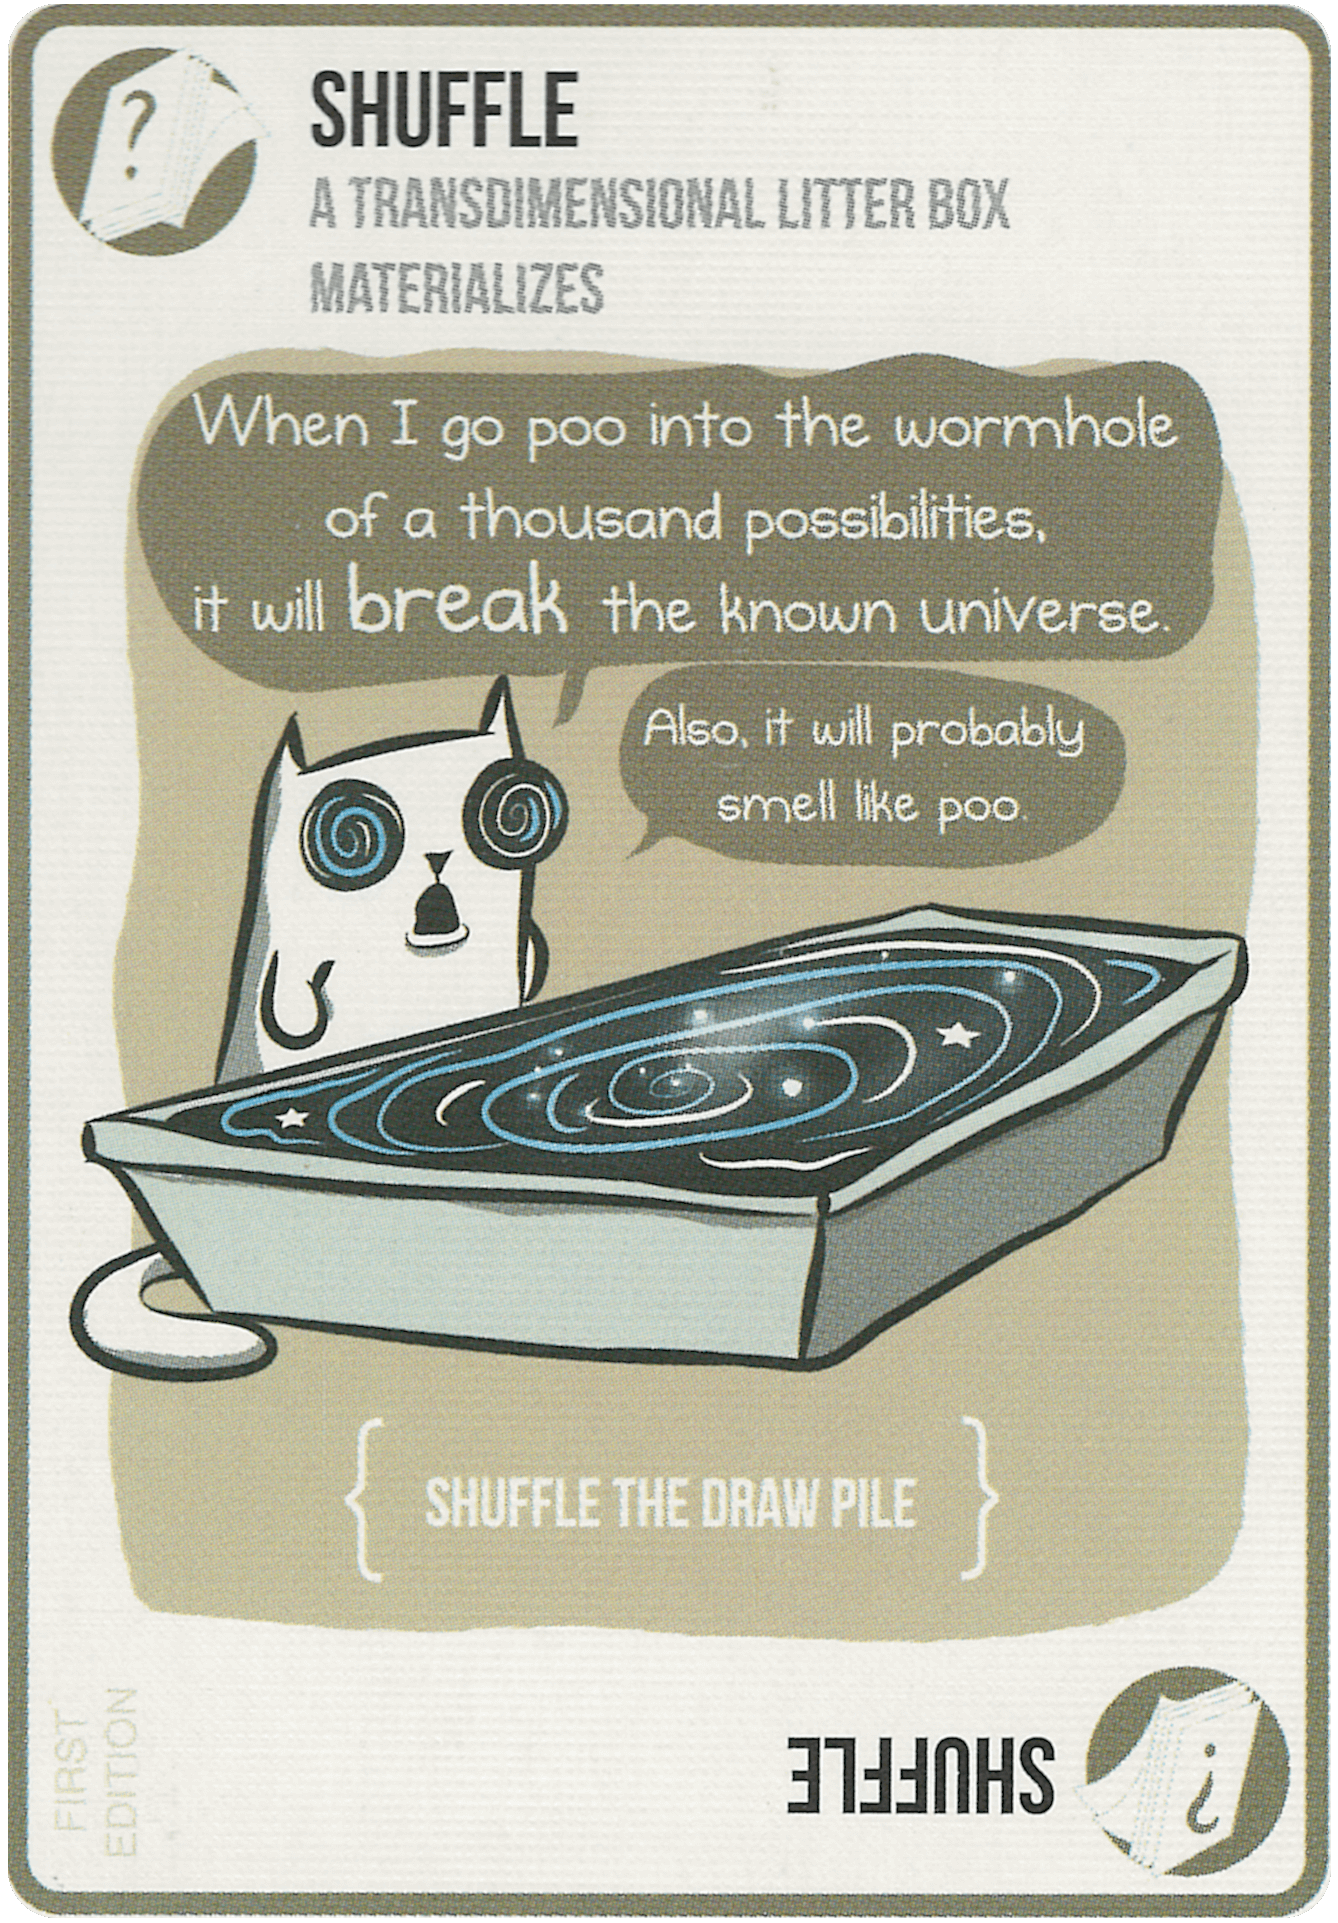 ?
SHUFFLE
A TRANSDIMENSIONAL LITTER BOX
MATERIALIZES
When I go poo into the wormhole
of a thousand possibilities,
it will break the known universe.
Also, it will probably
smell like poo.
SHUFFLE THE DRAW PILE
FIRST
EDITION
SHUFFLE
?